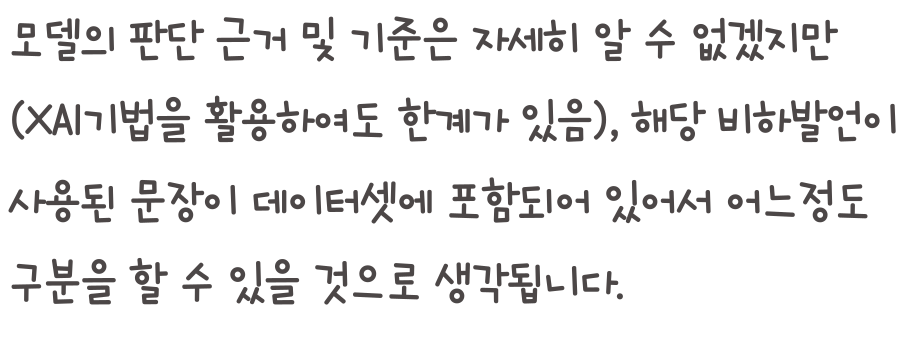 모델의 판단 근거 및 기준은 자세히 알 수 없겠지만
(XAI기법을 활용하여도 한계가 있음), 해당 비하발언이
사용된 문장이 데이터셋에 포함되어 있어서 어느정도
구분을 할 수 있을 것으로 생각됩니다.